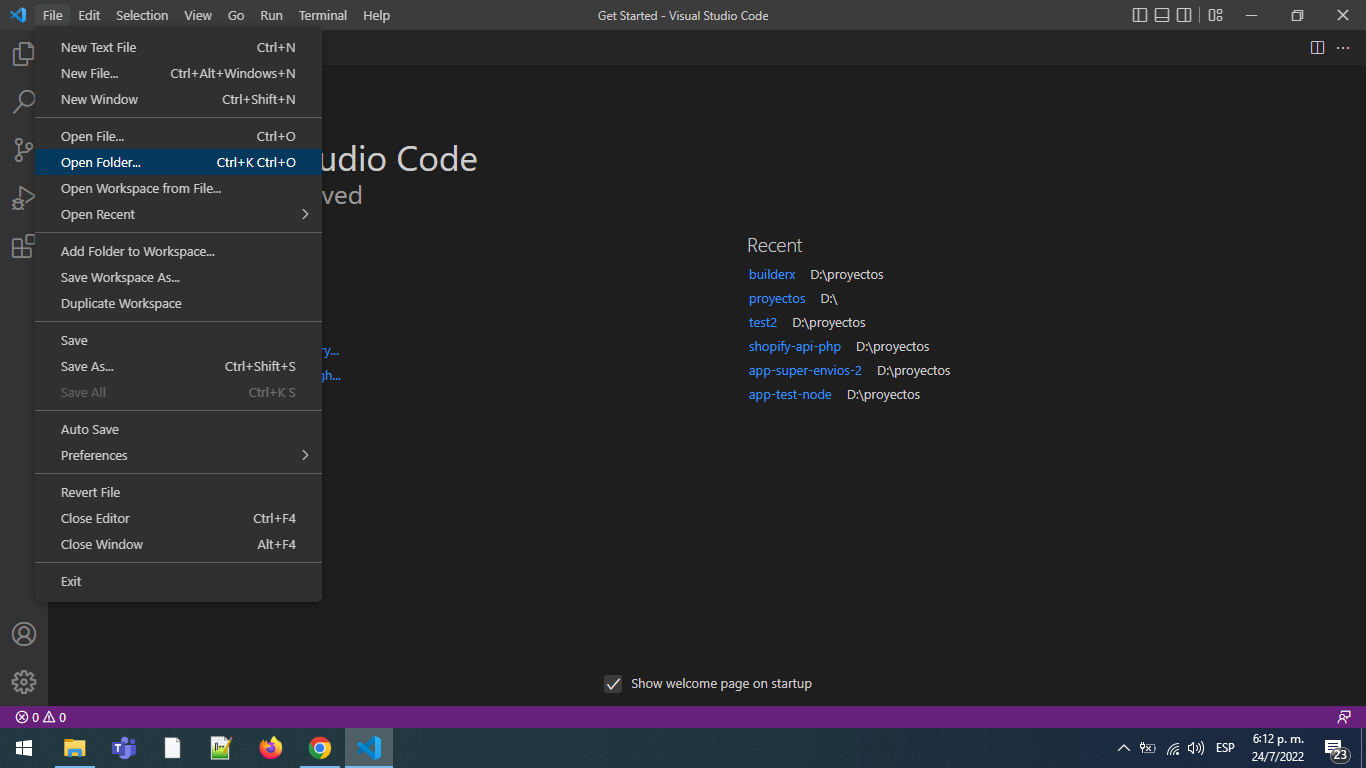 File Edit Selection View Go Run Terminal Help Get Started - Visual Studio Code
New Text File Ctrl+N
New File... Ctrl+Alt+Windows+N
New Window Ctrl+Shift+N
Open File... Ctrl+O
Open Folder... Ctrl+K Ctrl+O
Open Workspace from File...
Open Recent
Add Folder to Workspace...
Save Workspace As...
Duplicate Workspace
Save
Save As... Ctrl+Shift+S
Save All Ctrl+K S
Auto Save
Preferences
Revert File
Close Editor Ctrl+F4
Close Window Alt+F4
Exit
udio Code
ved
ry...
gh...
Recent
builderx D:\proyectos
proyectos D:\
test2 D:\proyectos
shopify-api-php D:\proyectos
app-super-envios-2 D:\proyectos
app-test-node D:\proyectos
Show welcome page on startup
0 0
ESP
6:12 p. m.
24/7/2022
23